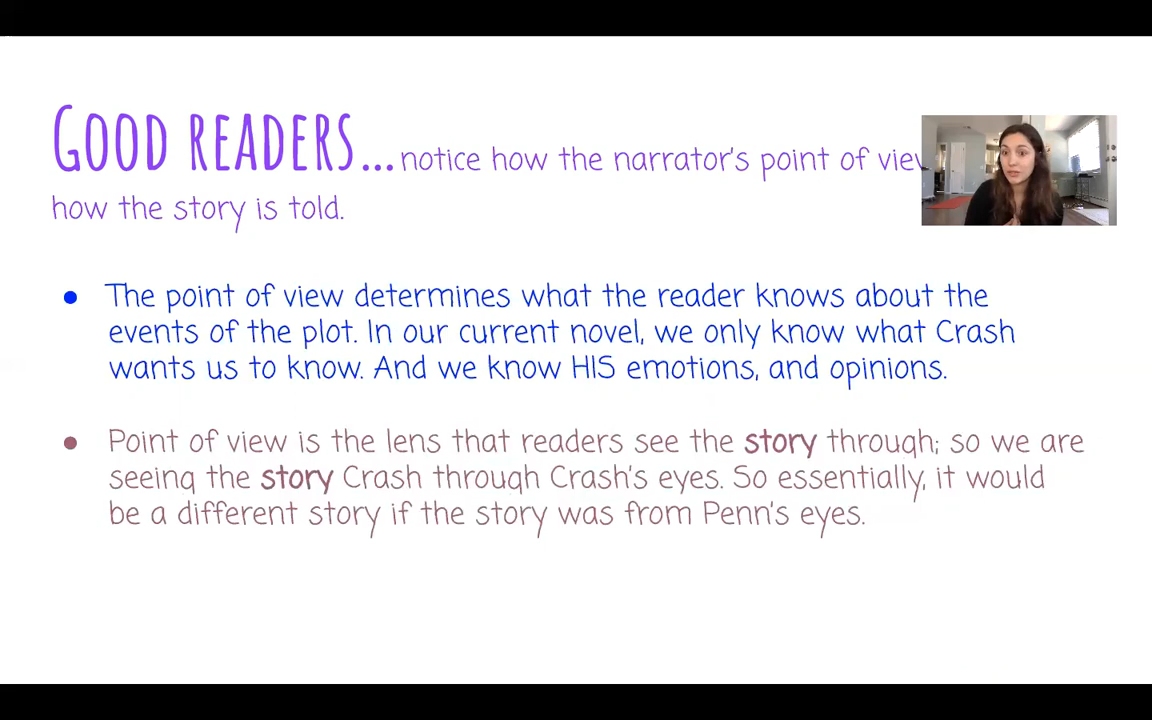 Good readers... notice how the narrator's point of view
how the story is told.
The point of view determines what the reader knows about the
events of the plot. In our current novel, we only know what Crash
wants us to know. And we know HIS emotions, and opinions.
Point of view is the lens that readers see the story through; so we are
seeing the story Crash through Crash's eyes. So essentially, it would
be a different story if the story was from Penn's eyes.